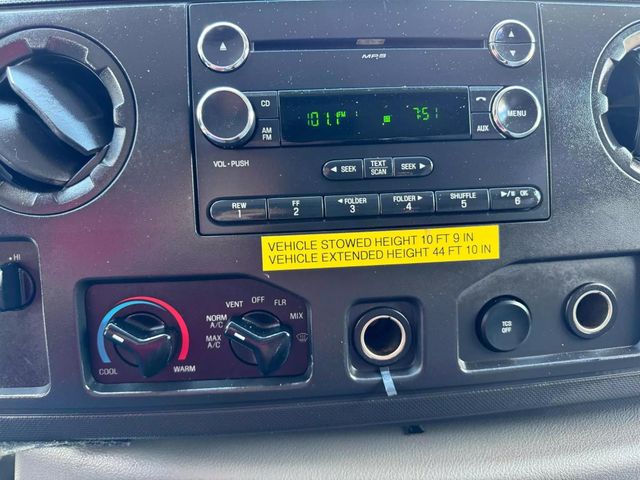 MP3
CD
101.1 FM
7:51
MENU
AM
FM
AUX
VOL - PUSH
SEEK
TEXT
SCAN
SEEK
REW
1
FF
2
FOLDER
3
FOLDER
4
SHUFFLE
5
OK
6
VEHICLE STOWED HEIGHT 10 FT 9 IN
VEHICLE EXTENDED HEIGHT 44 FT 10 IN
HI
COOL
WARM
MAX
A/C
NORM
A/C
VENT
OFF
FLR
MIX
TCS
OFF